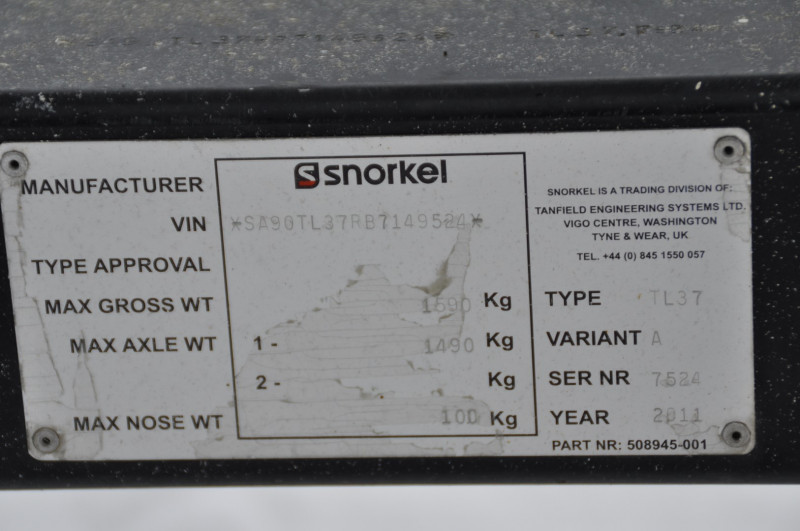 snorkel
MANUFACTURER
VIN *SA90TL37RB7149524*
TYPE APPROVAL
MAX GROSS WT 1590 Kg
MAX AXLE WT 1- 1490 Kg
2- Kg
MAX NOSE WT 100 Kg
SNORKEL IS A TRADING DIVISION OF:
TANFIELD ENGINEERING SYSTEMS LTD.
VIGO CENTRE, WASHINGTON
TYNE & WEAR, UK
TEL. +44 (0) 845 1550 057
TYPE TL37
VARIANT A
SER NR 7524
YEAR 2011
PART NR: 508945-001